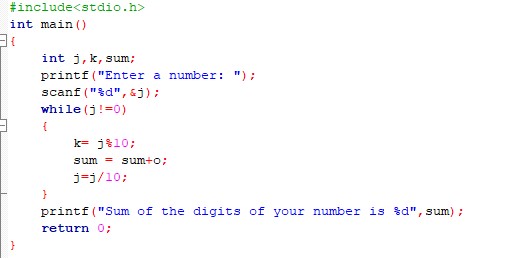 #include<stdio.h>
int main()
{
int j,k,sum;
printf("Enter a number: ");
scanf("%d",&j);
while(j!=0)
{
k= j%10;
sum = sum+o;
j=j/10;
}
printf("Sum of the digits of your number is %d",sum);
return 0;
}